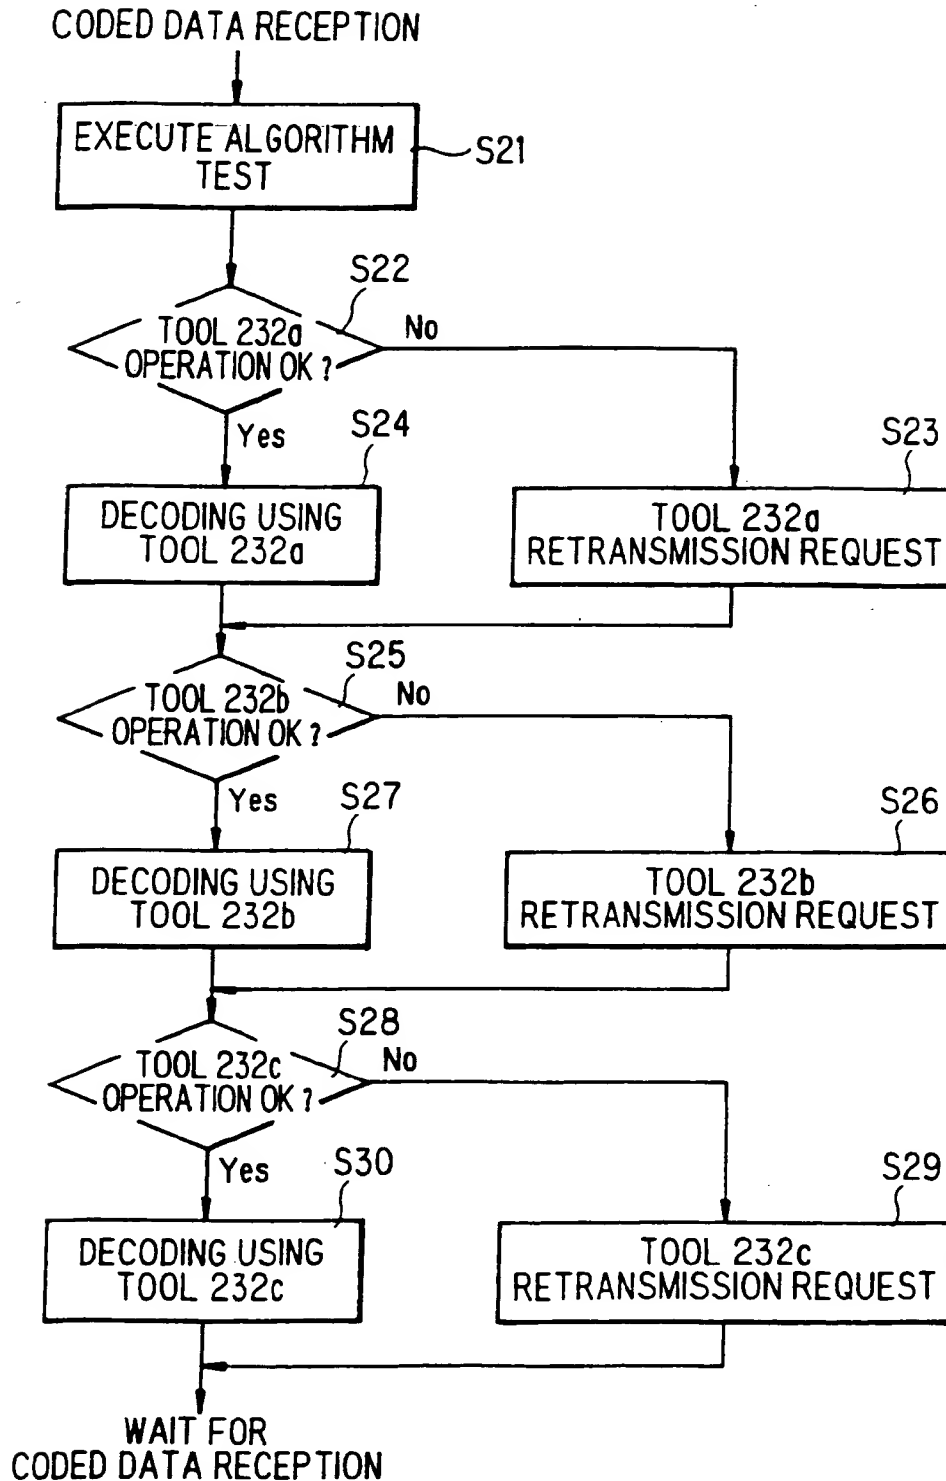 CODED DATA RECEPTION
EXECUTE ALGORITHM
TEST
S21
S22
TOOL 232a
OPERATION OK ?
No
Yes
S24
S23
DECODING USING
TOOL 232a
TOOL 232a
RETRANSMISSION REQUEST
S25
TOOL 232b
OPERATION OK ?
No
Yes
S27
S26
DECODING USING
TOOL 232b
TOOL 232b
RETRANSMISSION REQUEST
S28
TOOL 232c
OPERATION OK ?
No
Yes
S30
S29
DECODING USING
TOOL 232c
TOOL 232c
RETRANSMISSION REQUEST
WAIT FOR
CODED DATA RECEPTION